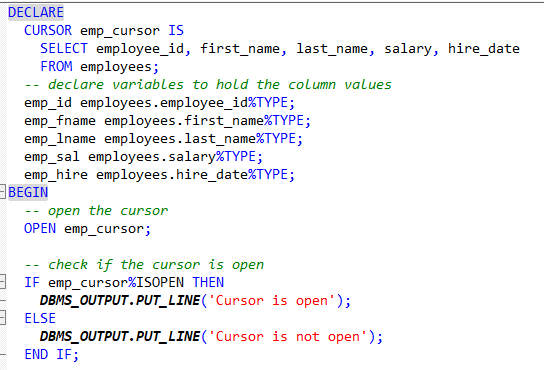 DECLARE
CURSOR emp_cursor IS
SELECT employee_id, first_name, last_name, salary, hire_date
FROM employees;
-- declare variables to hold the column values
emp_id employees.employee_id%TYPE;
emp_fname employees.first_name%TYPE;
emp_lname employees.last_name%TYPE;
emp_sal employees.salary%TYPE;
emp_hire employees.hire_date%TYPE;
BEGIN
-- open the cursor
OPEN emp_cursor;
-- check if the cursor is open
IF emp_cursor%ISOPEN THEN
DBMS_OUTPUT.PUT_LINE('Cursor is open');
ELSE
DBMS_OUTPUT.PUT_LINE('Cursor is not open');
END IF;